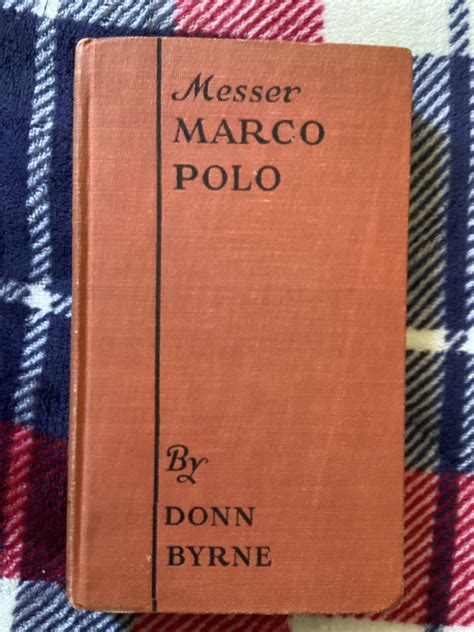 Messer
MARCO
POLO
By
DONN
BYRNE